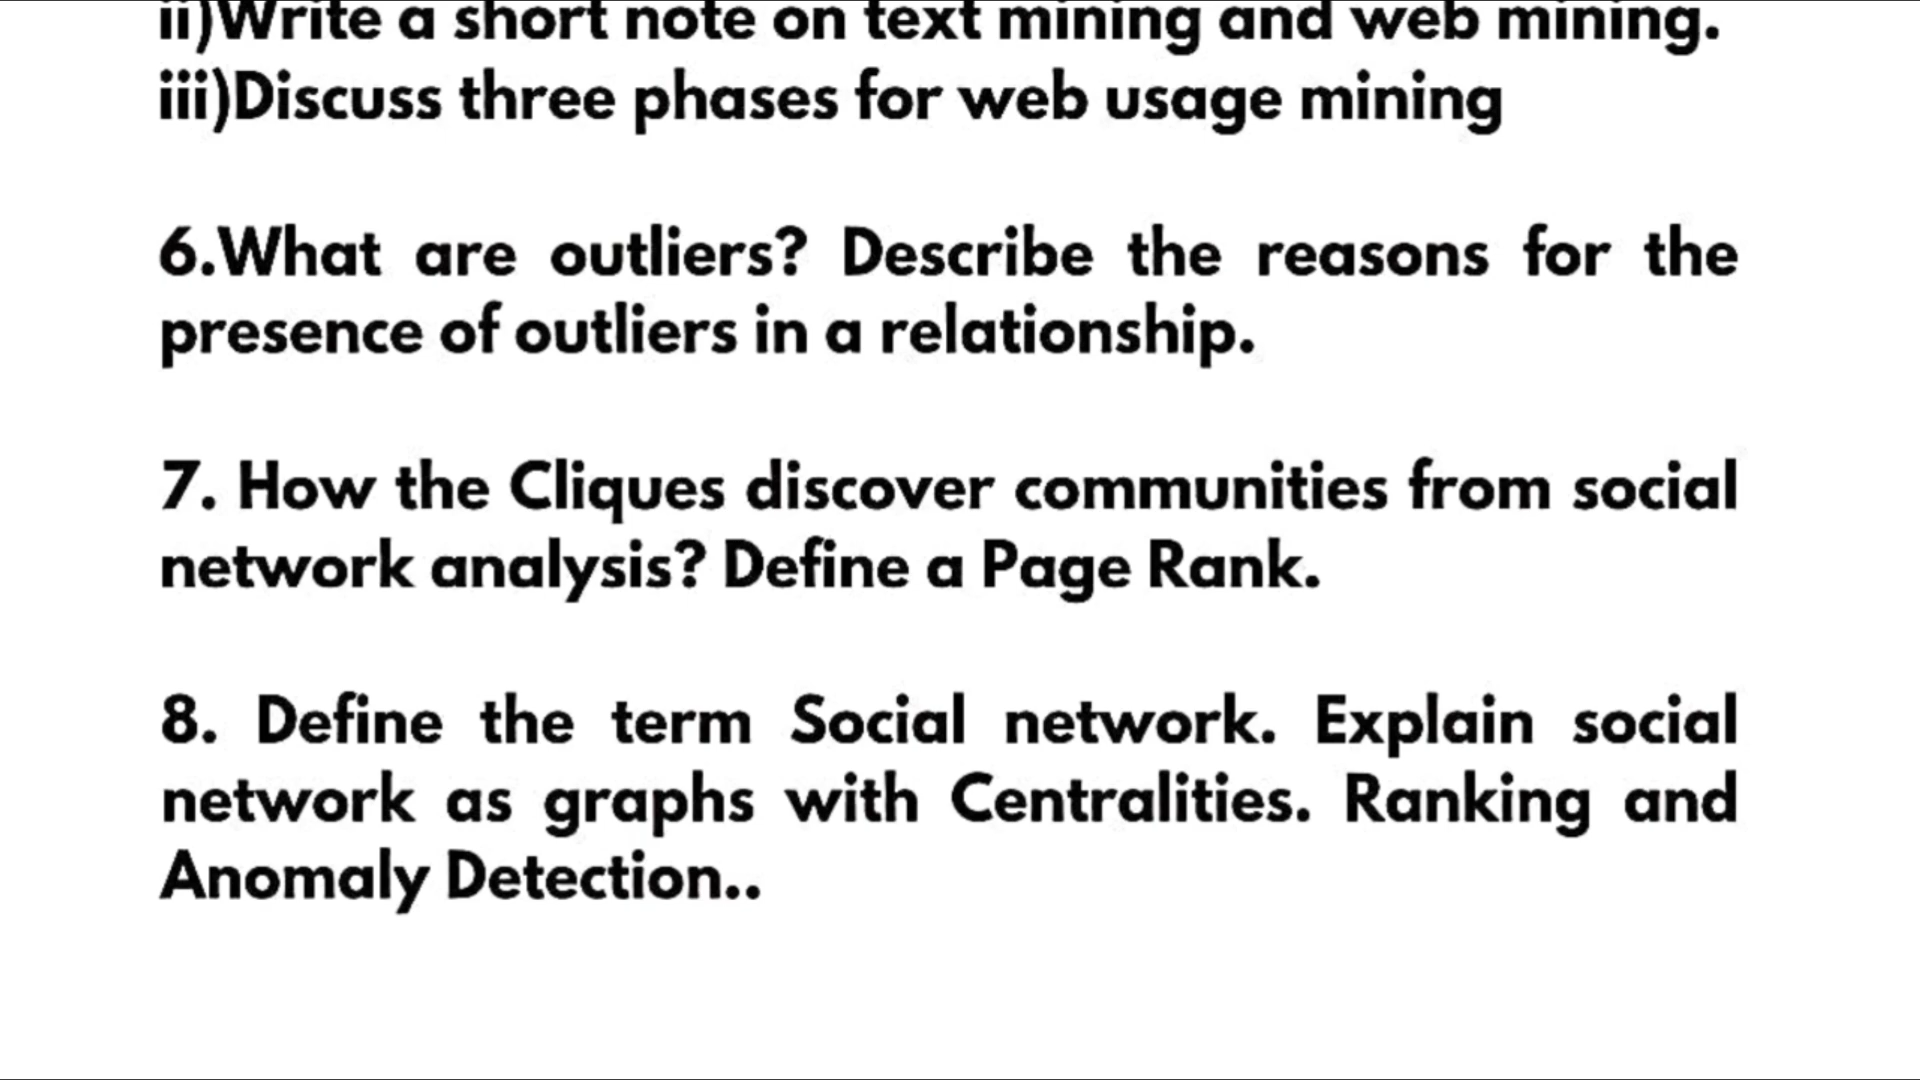 ii)Write a short note on text mining and web mining.
iii)Discuss three phases for web usage mining
6.What are outliers? Describe the reasons for the
presence of outliers in a relationship.
7. How the Cliques discover communities from social
network analysis? Define a Page Rank.
8. Define the term Social network. Explain social
network as graphs with Centralities. Ranking and
Anomaly Detection..